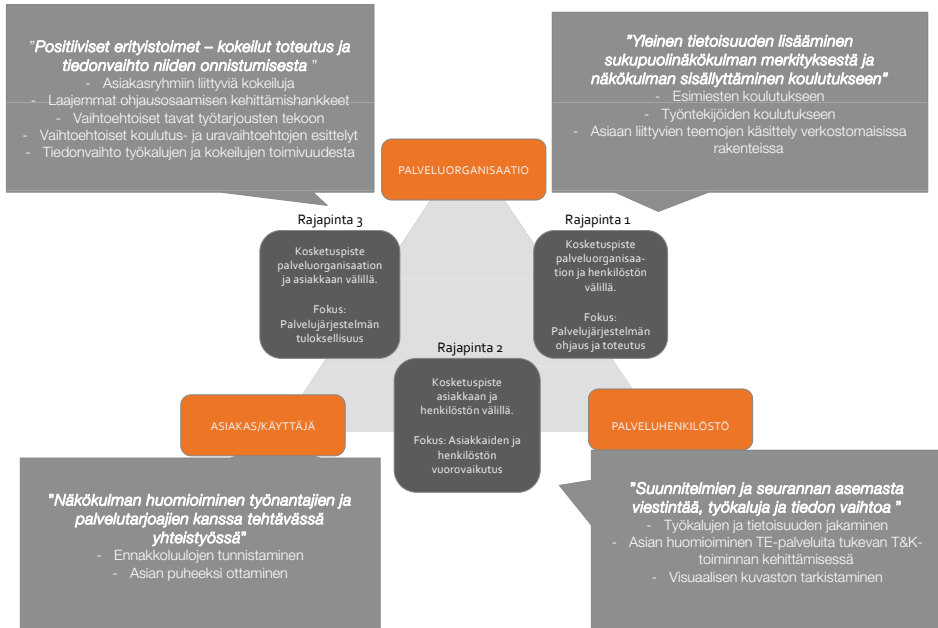 "Positiiviset erityistoimet – kokeilut toteutus ja
tiedonvaihto niiden onnistumisesta "
- Asiakasryhmiin liittyviä kokeiluja
- Laajemmat ohjausosaamisen kehittämishankkeet
- Vaihtoehtoiset tavat työtarjousten tekoon
- Vaihtoehtoiset koulutus- ja uravaihtoehtojen esittelyt
- Tiedonvaihto työkalujen ja kokeilujen toimivuudesta
"Yleinen tietoisuuden lisääminen
sukupuolinäkökulman merkityksestä ja
näkökulman sisällyttäminen koulutukseen"
- Esimiesten koulutukseen
- Työntekijöiden koulutukseen
- Asiaan liittyvien teemojen käsittely verkostomaisissa
rakenteissa
PALVELUORGANISAATIO
Rajapinta 3
Kosketuspiste
palveluorganisaation
ja asiakkaan välillä.
Fokus:
Palvelujärjestelmän
tuloksellisuus
Rajapinta 1
Kosketuspiste
palveluorganisaa-
tion ja henkilöstön
välillä.
Fokus:
Palvelujärjestelmän
ohjaus ja toteutus
Rajapinta 2
Kosketuspiste
asiakkaan ja
henkilöstön välillä.
Fokus: Asiakkaiden ja
henkilöstön
vuorovaikutus
ASIAKAS/KÄYTTÄJÄ
PALVELUHENKILÖSTÖ
"Näkökulman huomioiminen työnantajien ja
palvelutarjoajien kanssa tehtävässä
yhteistyössä"
- Ennakkoluulojen tunnistaminen
- Asian puheeksi ottaminen
"Suunnitelmien ja seurannan asemasta
viestintää, työkaluja ja tiedon vaihtoa "
- Työkalujen ja tietoisuuden jakaminen
- Asian huomioiminen TE-palveluita tukevan T&K-
toiminnan kehittämisessä
- Visuaalisen kuvaston tarkistaminen